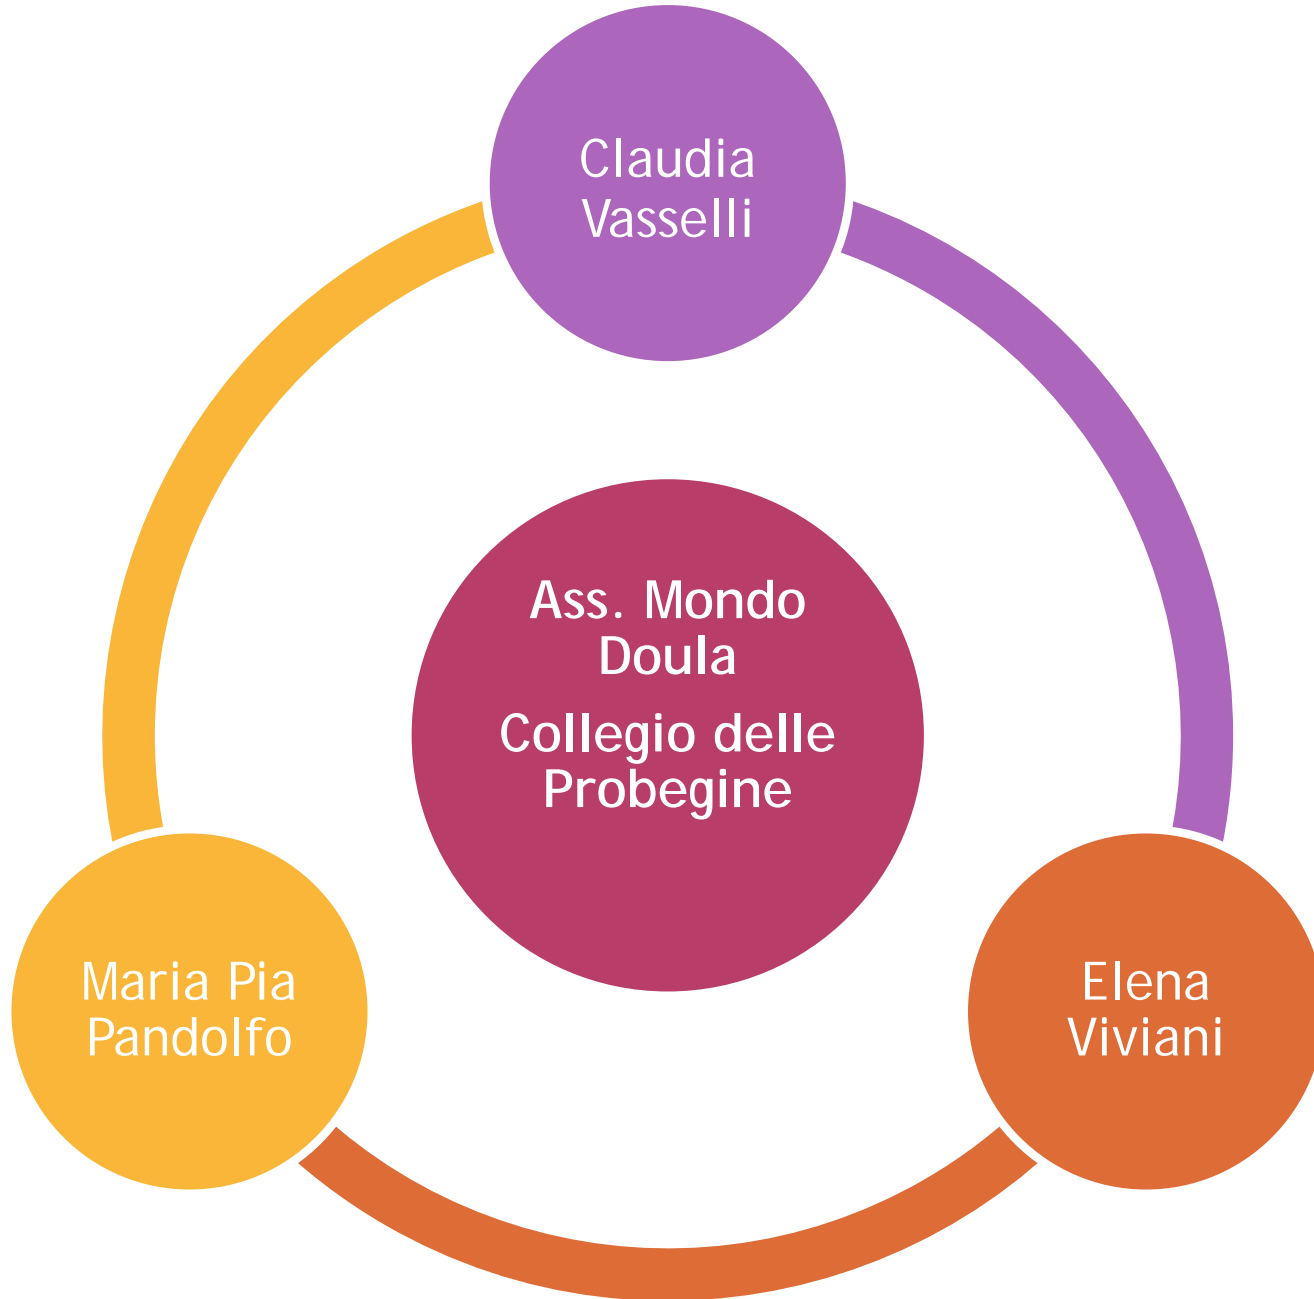 Claudia
Vasselli
Ass. Mondo
Doula
Collegio delle
Probegine
Maria Pia
Pandolfo
Elena
Viviani